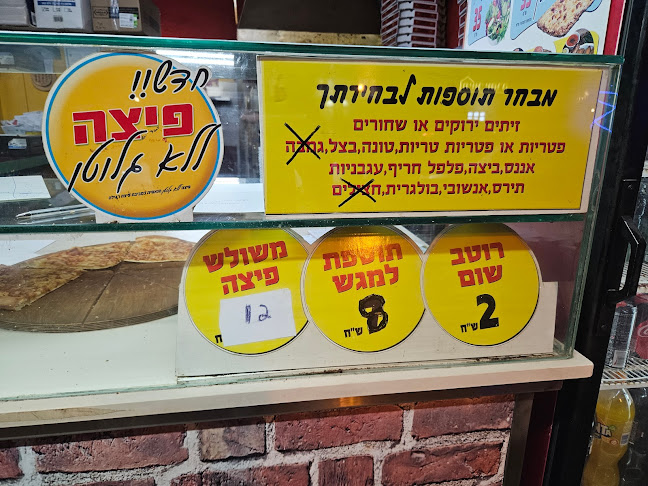 חדש!!
פיצה
ללא גלוטן
מבחר תוספות לבחירתך
זיתים ירוקים או שחורים
פטריות או פטריות טריות,טונה,בצל,גמבה
אננס,ביצה,פלפל חריף,עגבניות
תירס,אנשובי,בולגרית,חצילים
משולש
פיצה
12
ח
תוספת
למגש
8 ש"ח
רוטב
שום
2 ש"ח